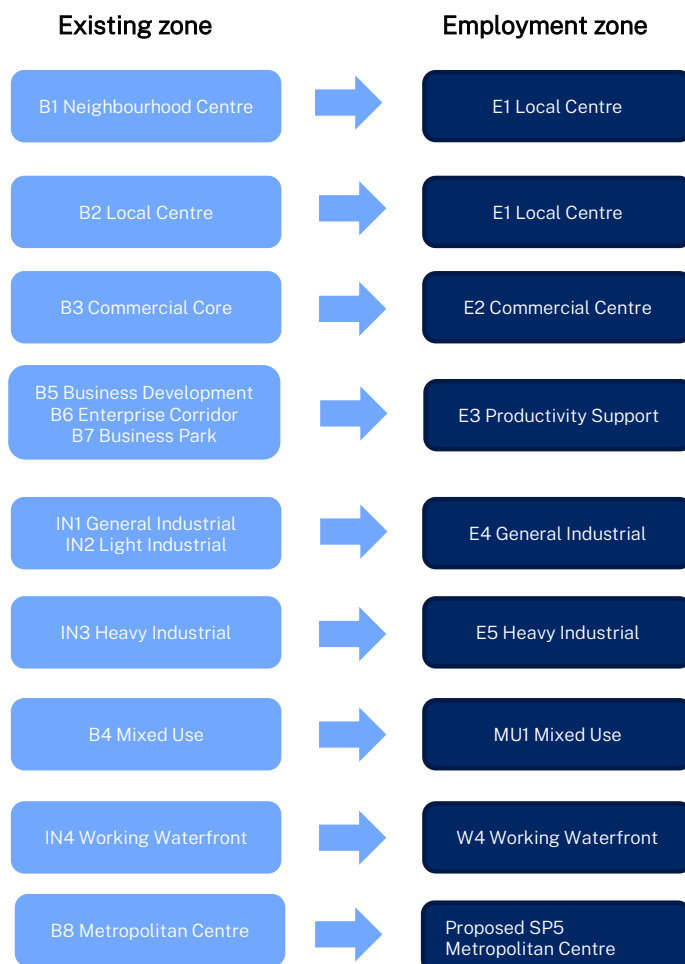 Existing zone
Employment zone
B1 Neighbourhood Centre
E1 Local Centre
B2 Local Centre
E1 Local Centre
B3 Commercial Core
E2 Commercial Centre
B5 Business Development
B6 Enterprise Corridor
B7 Business Park
E3 Productivity Support
IN1 General Industrial
IN2 Light Industrial
E4 General Industrial
IN3 Heavy Industrial
E5 Heavy Industrial
B4 Mixed Use
MU1 Mixed Use
IN4 Working Waterfront
W4 Working Waterfront
B8 Metropolitan Centre
Proposed SP5
Metropolitan Centre